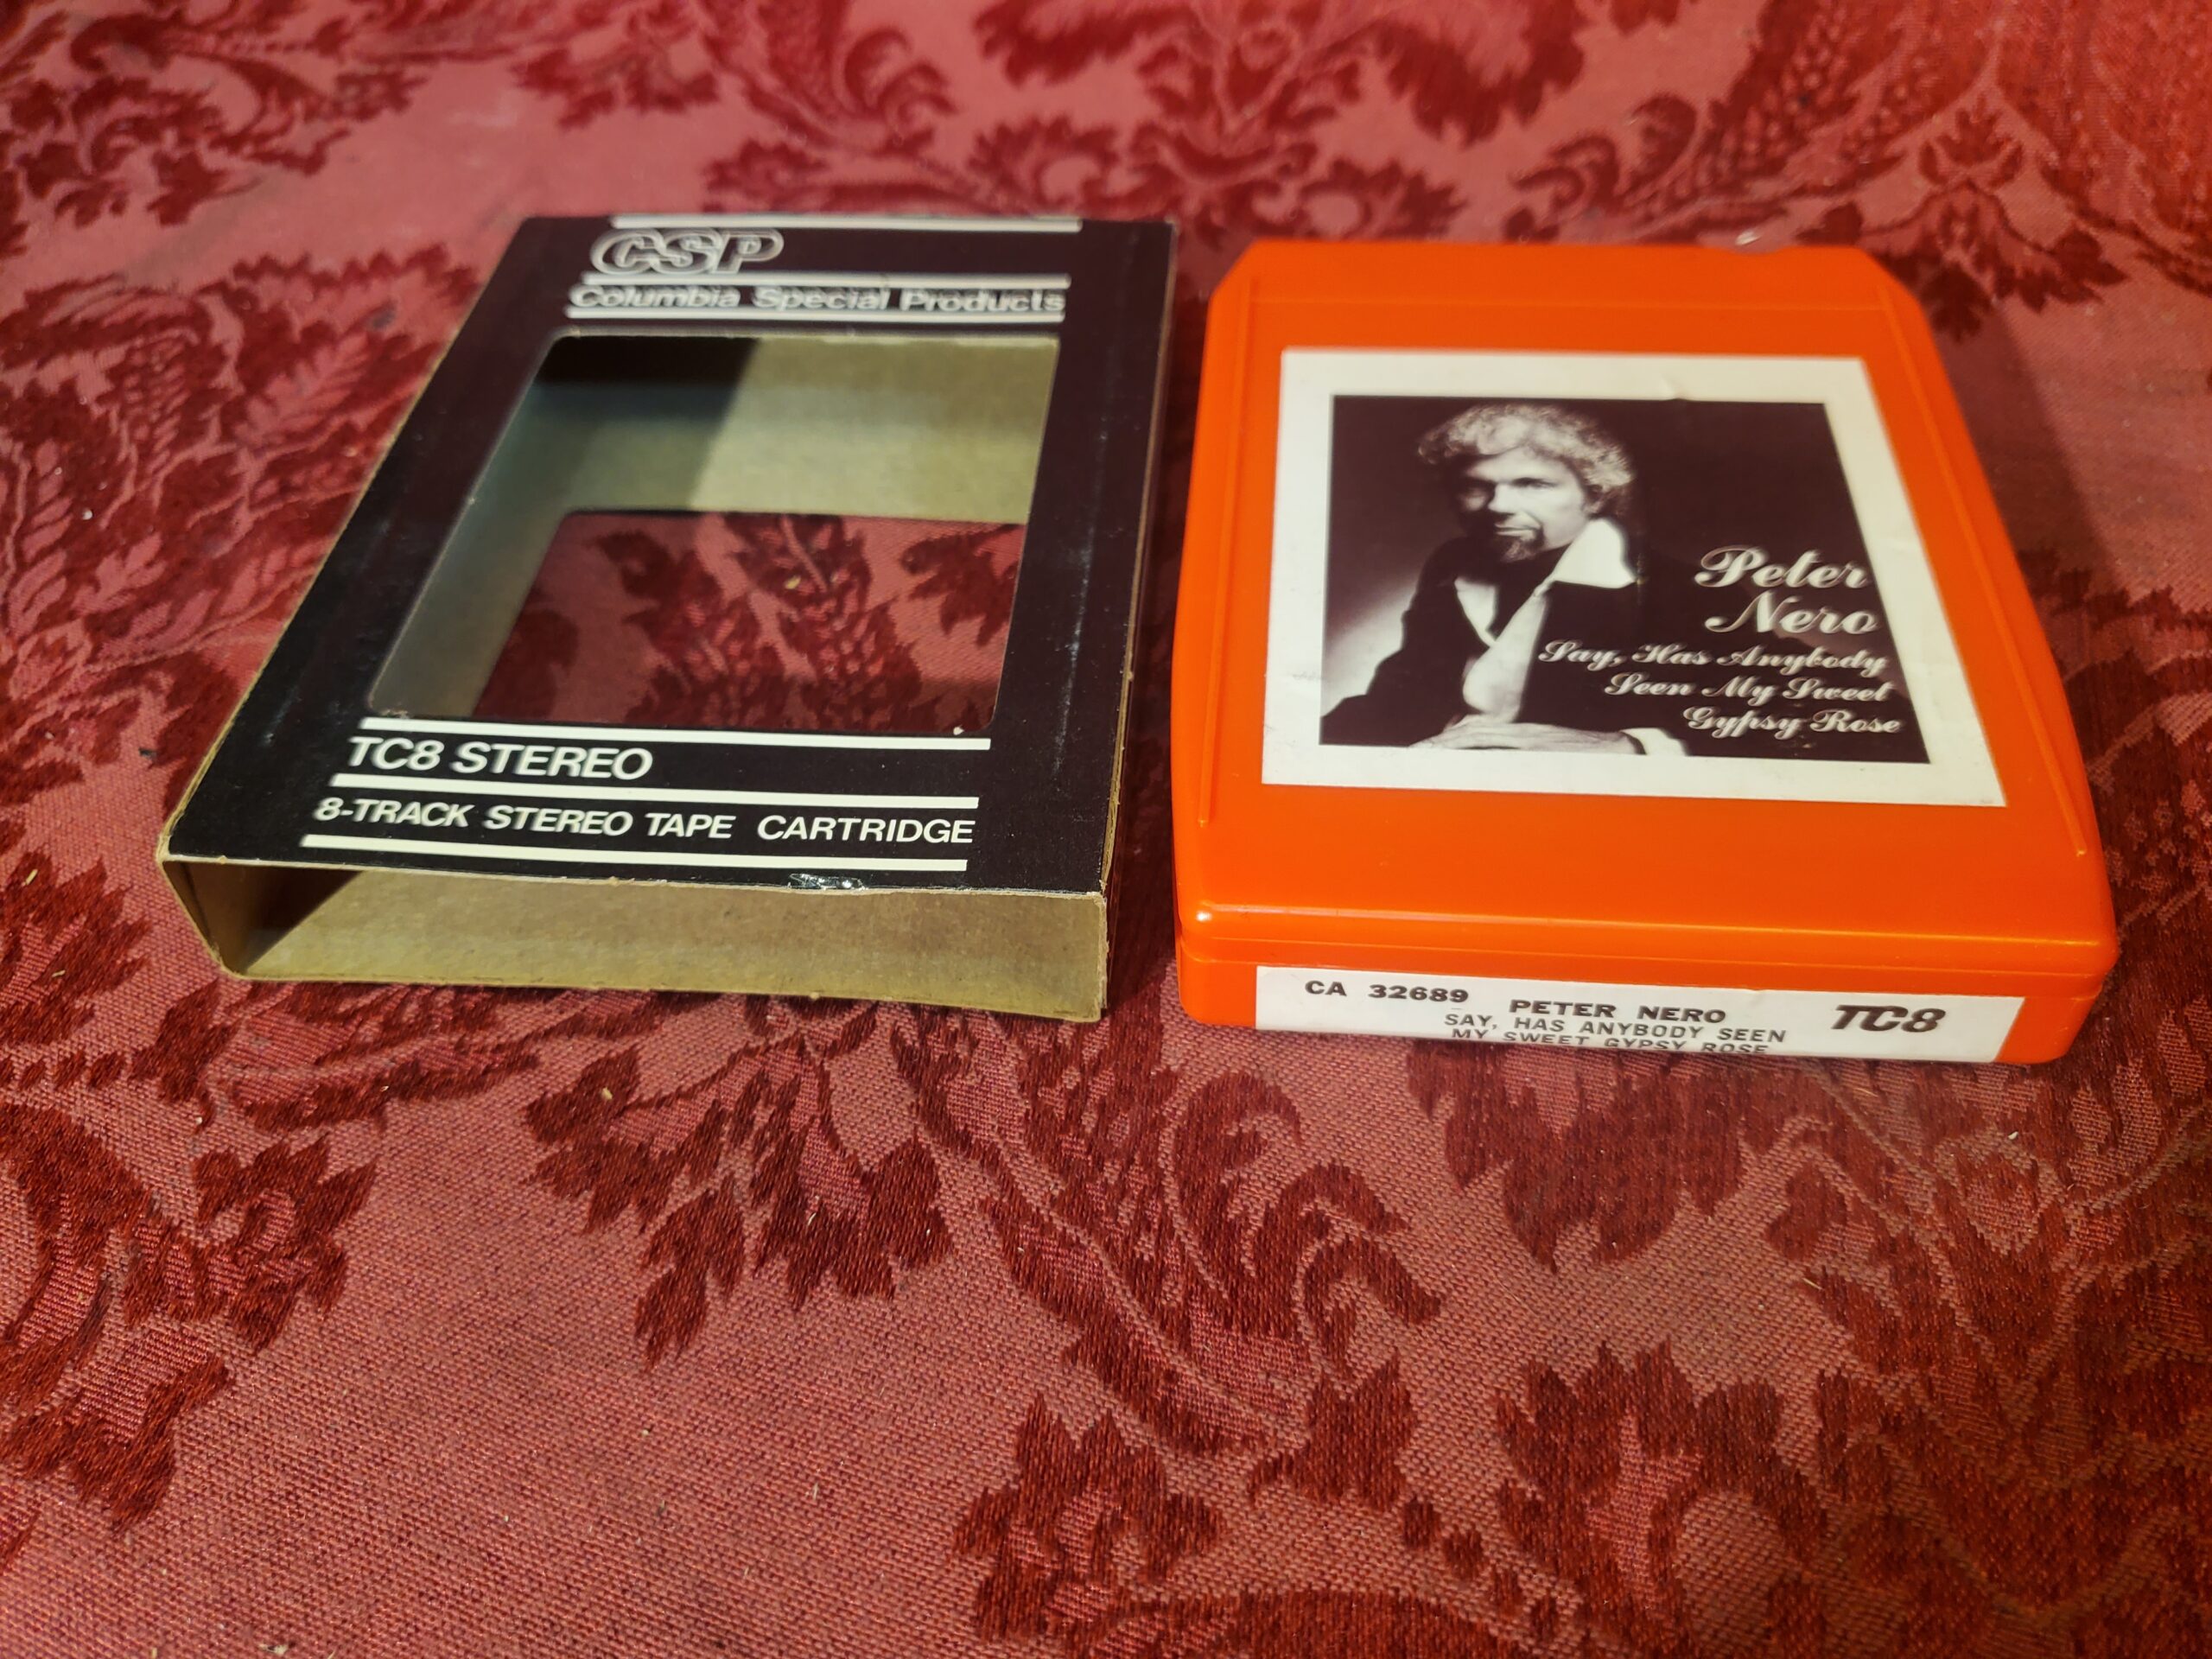 CSP
Columbia Special Products
TC8 STEREO
8-TRACK STEREO TAPE CARTRIDGE
Peter
Nero
Say, Has Anybody
Seen My Sweet
Gypsy Rose
CA 32689 PETER NERO TC8
SAY, HAS ANYBODY SEEN
MY SWEET GYPSY ROSE